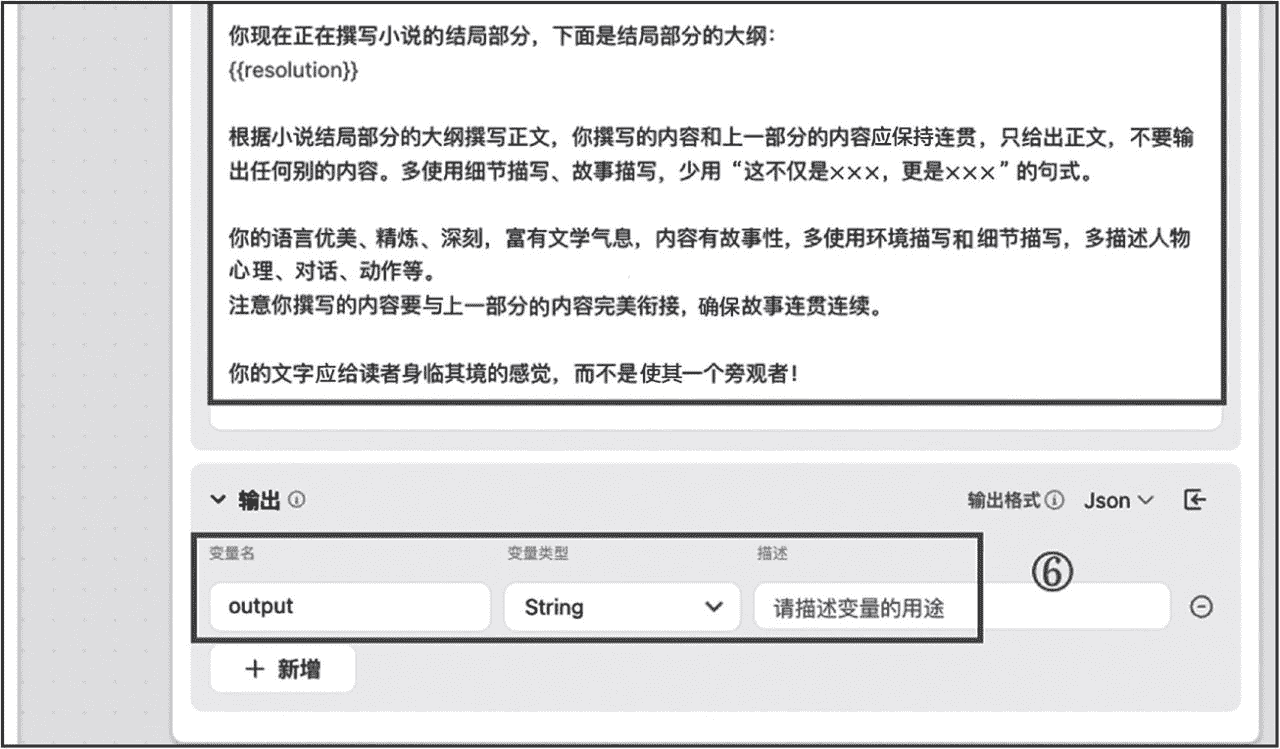 你现在正在撰写小说的结局部分，下面是结局部分的大纲：
{{resolution}}
根据小说结局部分的大纲撰写正文，你撰写的内容和上一部分的内容应保持连贯，只给出正文，不要输
出任何别的内容。多使用细节描写、故事描写，少用“这不仅是×××，更是×××”的句式。
你的语言优美、精炼、深刻，富有文学气息，内容有故事性，多使用环境描写和细节描写，多描述人物
心理、对话、动作等。
注意你撰写的内容要与上一部分的内容完美衔接，确保故事连贯连续。
你的文字应给读者身临其境的感觉，而不是使其一个旁观者！
输出 输出格式 Json
变量名 变量类型 描述
⑥
output String 请描述变量的用途
+ 新增